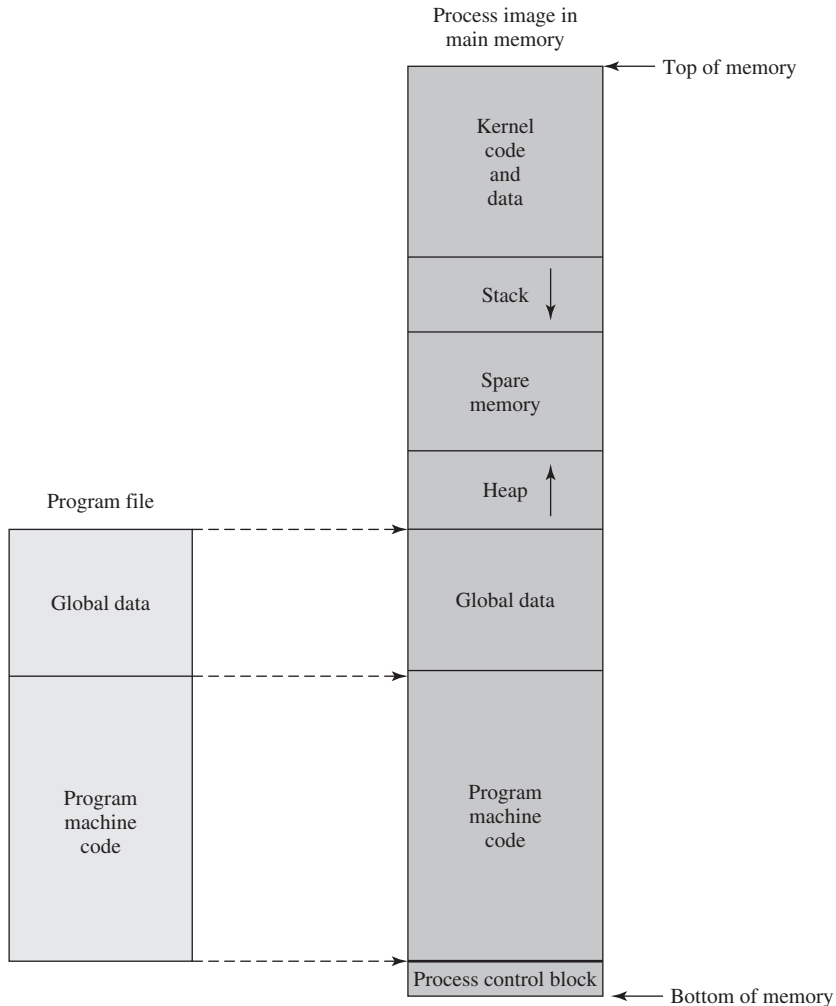 Process image in
main memory
Top of memory
Kernel
code
and
data
Stack
Spare
memory
Heap
Program file
Global data
Global data
Program
machine
code
Program
machine
code
Process control block
Bottom of memory